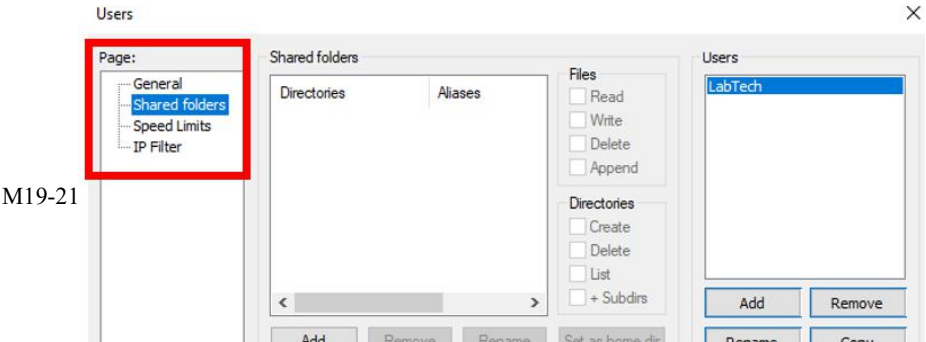 Users
Page:
General
Shared folders
Speed Limits
IP Filter
M19-21
Shared folders
Directories Aliases
Files
Read
Write
Delete
Append
Directories
Create
Delete
List
+ Subdirs
Add Remove Rename Set as home dir
Users
LabTech
Add Remove
Rename Copy